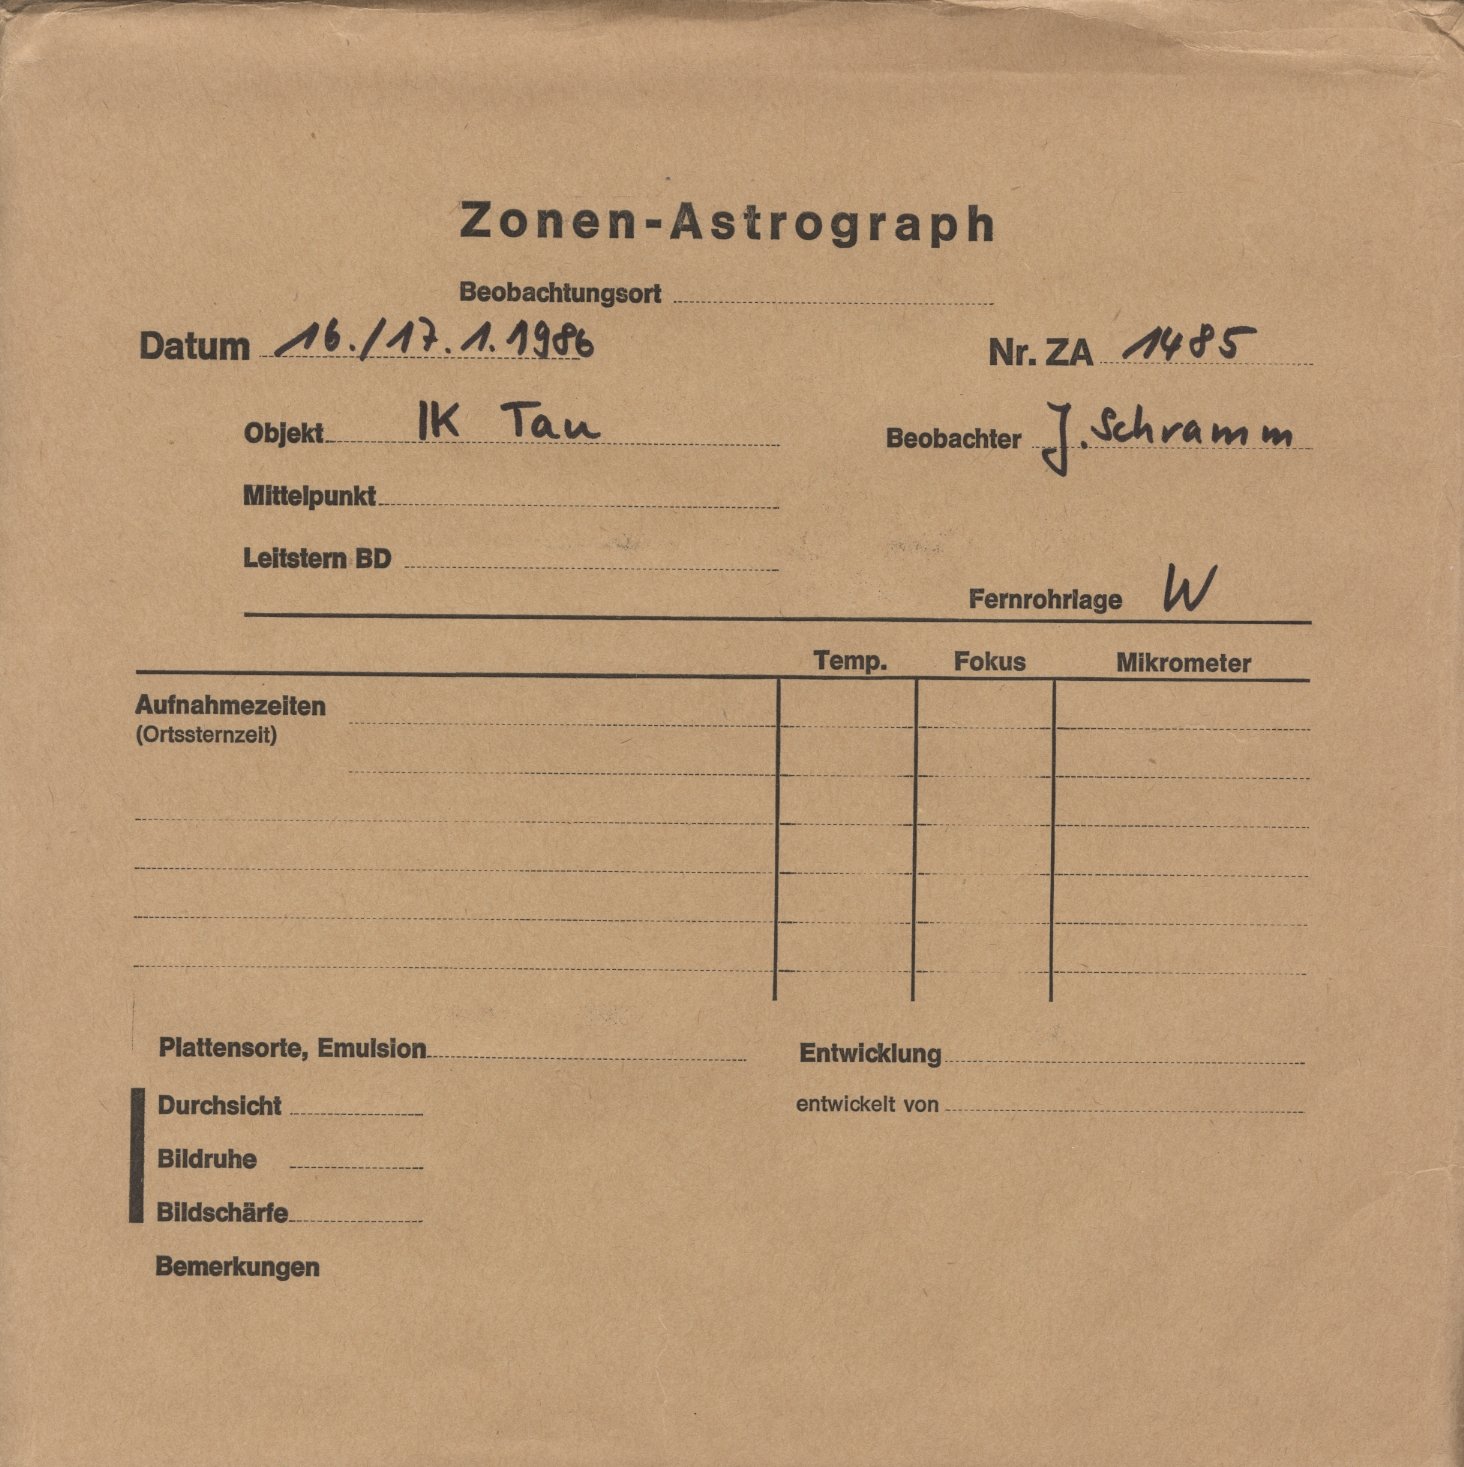 Zonen-Astrograph
Beobachtungsort
Datum 16./17.1.1986
Nr. ZA 1485
Objekt IK Tau
Beobachter J. Schramm
Mittelpunkt
Leitstern BD
Fernrohrlage W
Temp. Fokus Mikrometer
Aufnahmezeiten
(Ortssternzeit)
Plattensorte, Emulsion
Entwicklung
Durchsicht
entwickelt von
Bildruhe
Bildschärfe
Bemerkungen